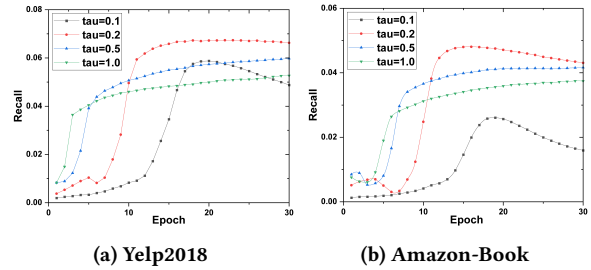 tau=0.1
tau=0.2
tau=0.5
tau=1.0
0.08
0.06
0.04
0.02
0.00
Recall
0
10
20
30
Epoch
(a) Yelp2018
tau=0.1
tau=0.2
tau=0.5
tau=1.0
0.06
0.04
0.02
0.00
Recall
0
10
20
30
Epoch
(b) Amazon-Book